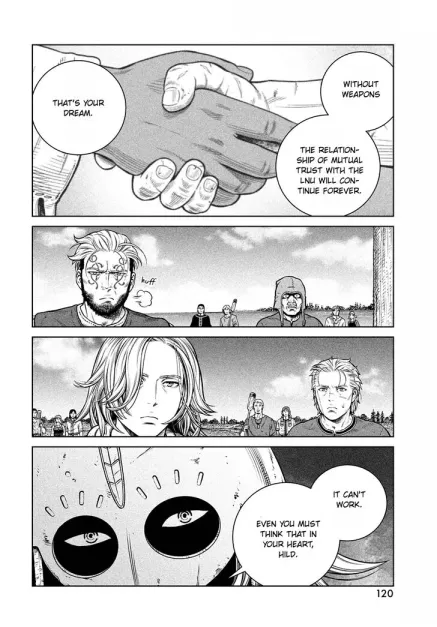 THAT'S YOUR
DREAM.
WITHOUT
WEAPONS
THE RELATION-
SHIP OF MUTUAL
TRUST WITH THE
LNU WILL CON-
TINUE FOREVER.
huff
IT CAN'T
WORK.
EVEN YOU MUST
THINK THAT IN
YOUR HEART,
HILD.
120